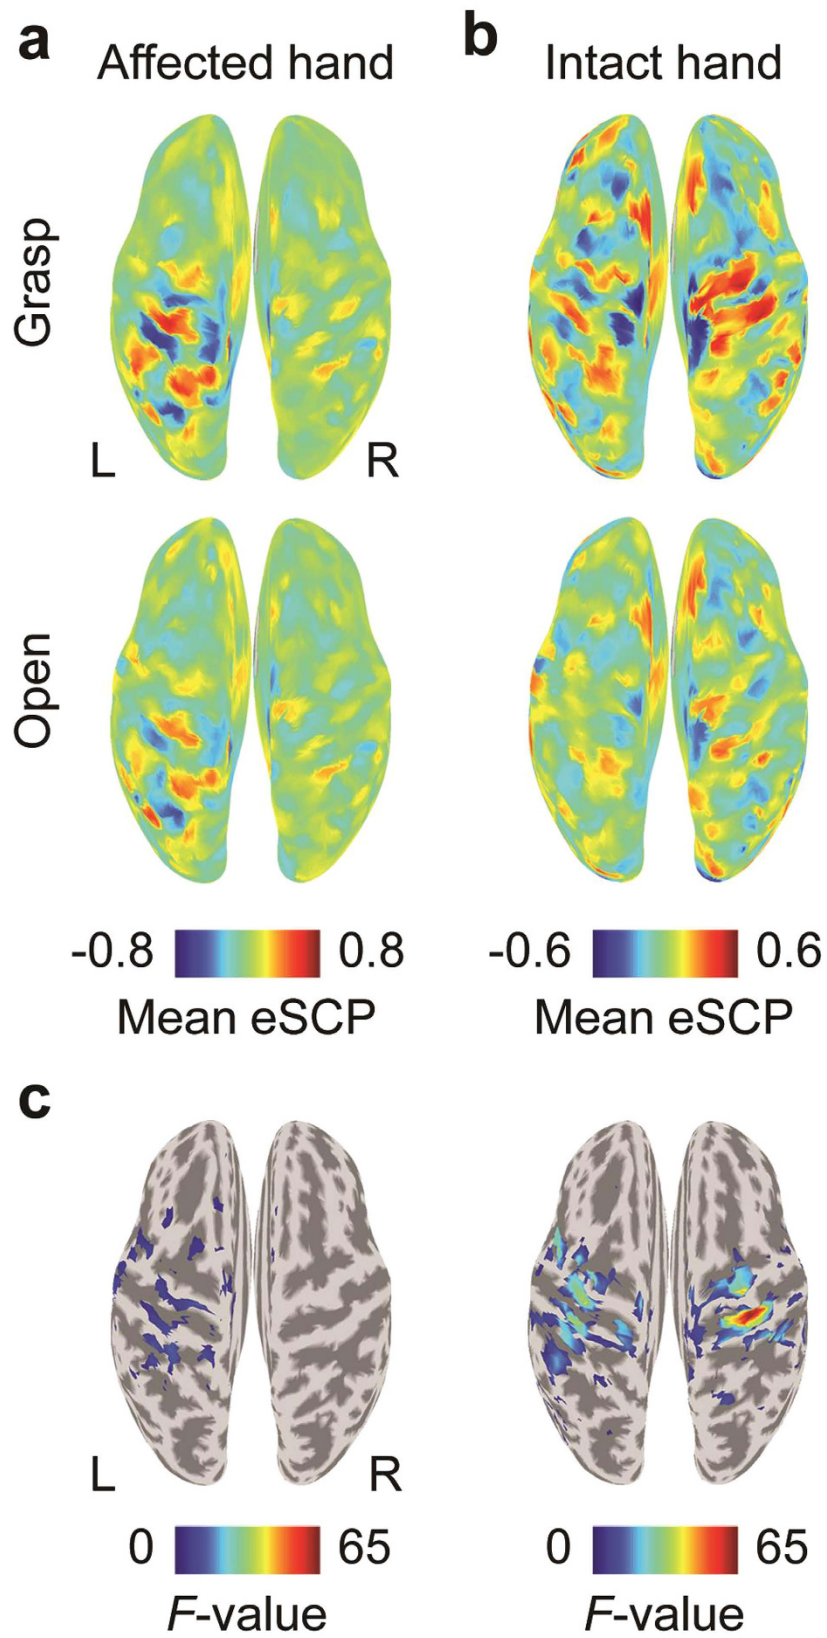 a
Affected hand
b
Intact hand
Grasp
L
R
Open
-0.8
0.8
Mean eSCP
-0.6
0.6
Mean eSCP
c
L
R
0
65
F-value
0
65
F-value